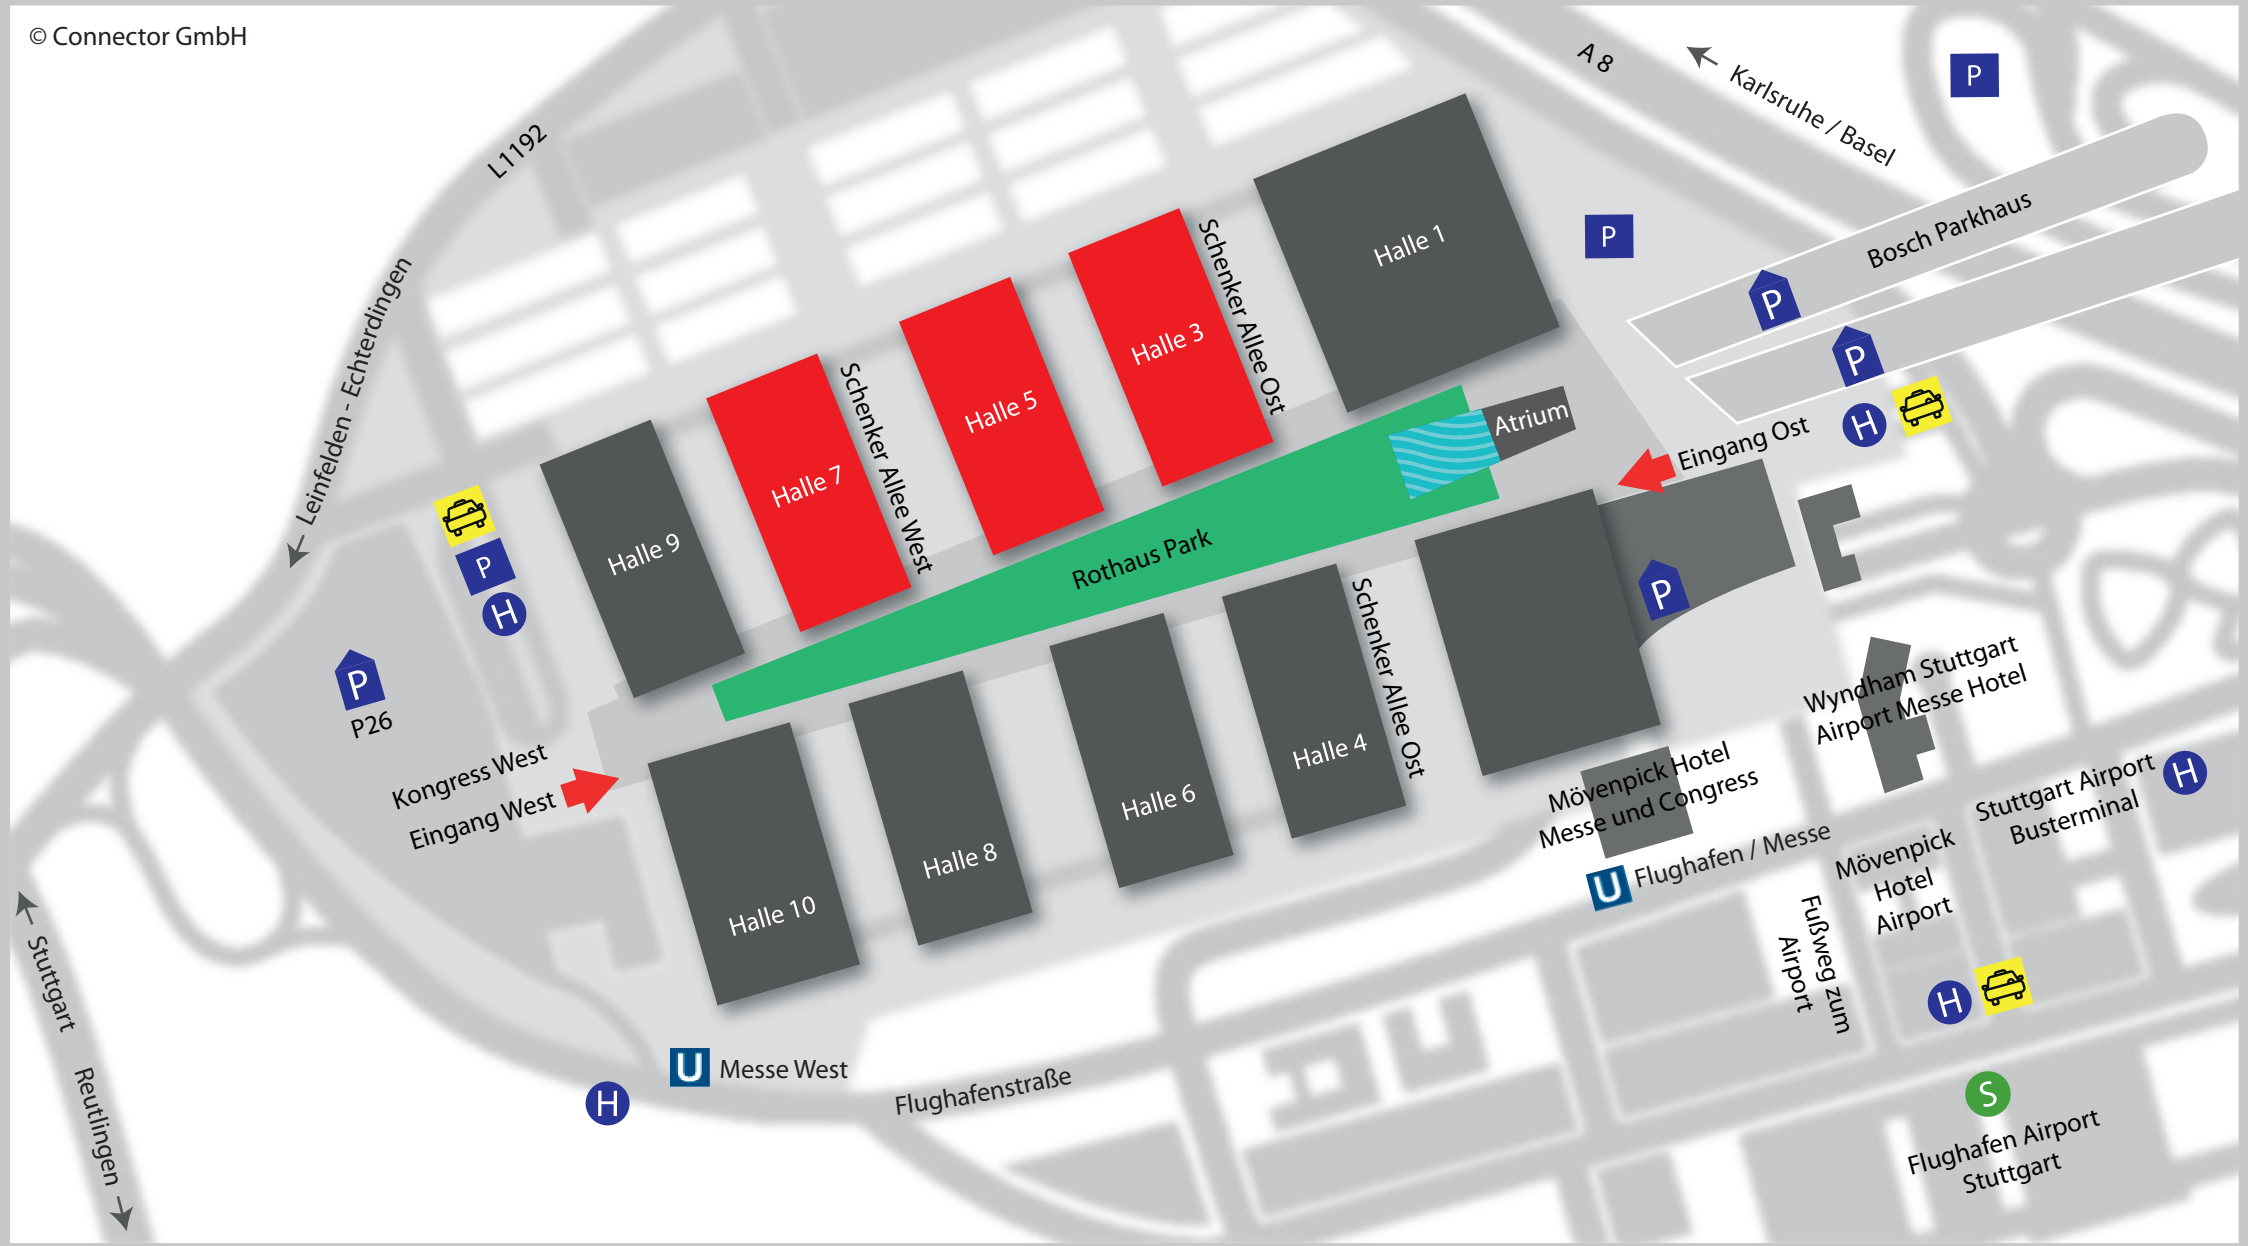 © Connector GmbH
L1192
A 8
Karlsruhe / Basel
P
Leinfelden - Echterdingen
Bosch Parkhaus
P
P
P
H
Halle 1
Schenker Allee Ost
Halle 3
Halle 5
Schenker Allee West
Halle 7
Halle 9
Atrium
Eingang Ost
Rothaus Park
P
H
P
P26
Kongress West
Eingang West
P
Schenker Allee Ost
Halle 4
Halle 6
Halle 8
Halle 10
Wyndham Stuttgart
Airport Messe Hotel
Mövenpick Hotel
Messe und Congress
U Flughafen / Messe
Stuttgart Airport
Busterminal
H
Mövenpick
Hotel
Airport
Fußweg zum
Airport
H
Stuttgart
Reutlingen
U Messe West
H
Flughafenstraße
S
Flughafen Airport
Stuttgart